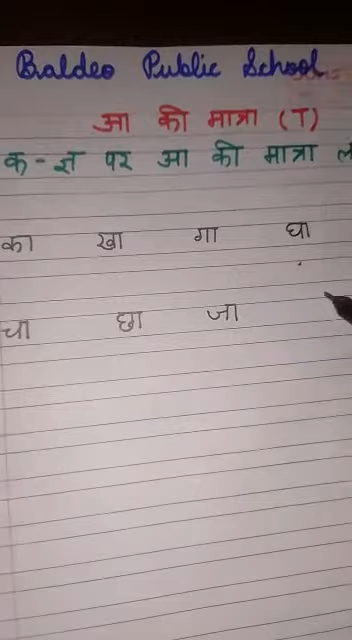 Baldeo Public School
आ की मात्रा (ा)
क - ज्ञ पर आ की मात्रा
का खा गा घा
चा छा जा